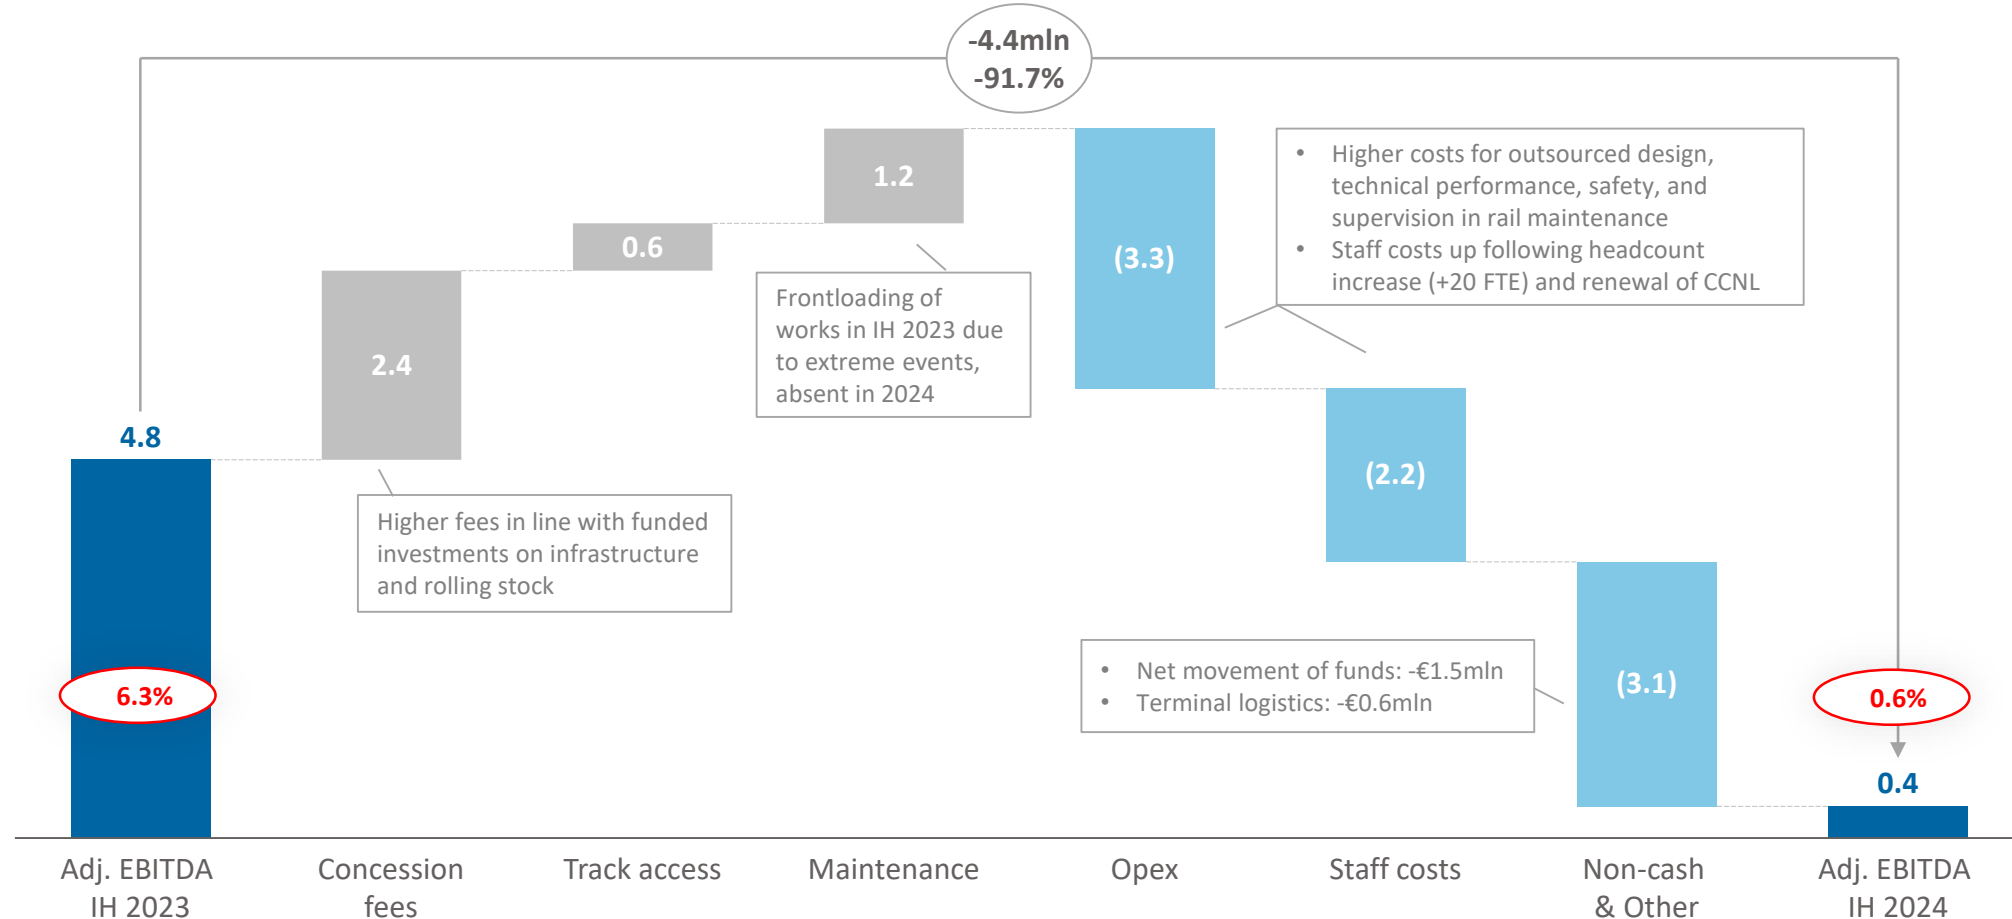 -4.4mln
-91.7%
4.8
6.3%
2.4
Higher fees in line with funded
investments on infrastructure
and rolling stock
0.6
1.2
Frontloading of
works in IH 2023 due
to extreme events,
absent in 2024
(3.3)
• Higher costs for outsourced design,
technical performance, safety, and
supervision in rail maintenance
• Staff costs up following headcount
increase (+20 FTE) and renewal of CCNL
(2.2)
• Net movement of funds: -€1.5mln
• Terminal logistics: -€0.6mln
(3.1)
0.6%
0.4
Adj. EBITDA
IH 2023
Concession
fees
Track access
Maintenance
Opex
Staff costs
Non-cash
& Other
Adj. EBITDA
IH 2024